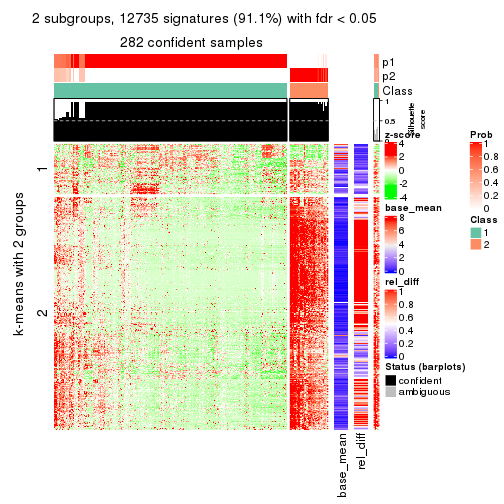 2 subgroups, 12735 signatures (91.1%) with fdr < 0.05
282 confident samples
p1
p2
Class
1
0.5
0
Silhouette
score
k-means with 2 groups
1
2
base_mean
rel_diff
z-score
4
2
0
-2
-4
base_mean
8
6
4
2
0
rel_diff
1
0.8
0.6
0.4
0.2
0
Status (barplots)
confident
ambiguous
Prob
1
0.8
0.6
0.4
0.2
0
Class
1
2